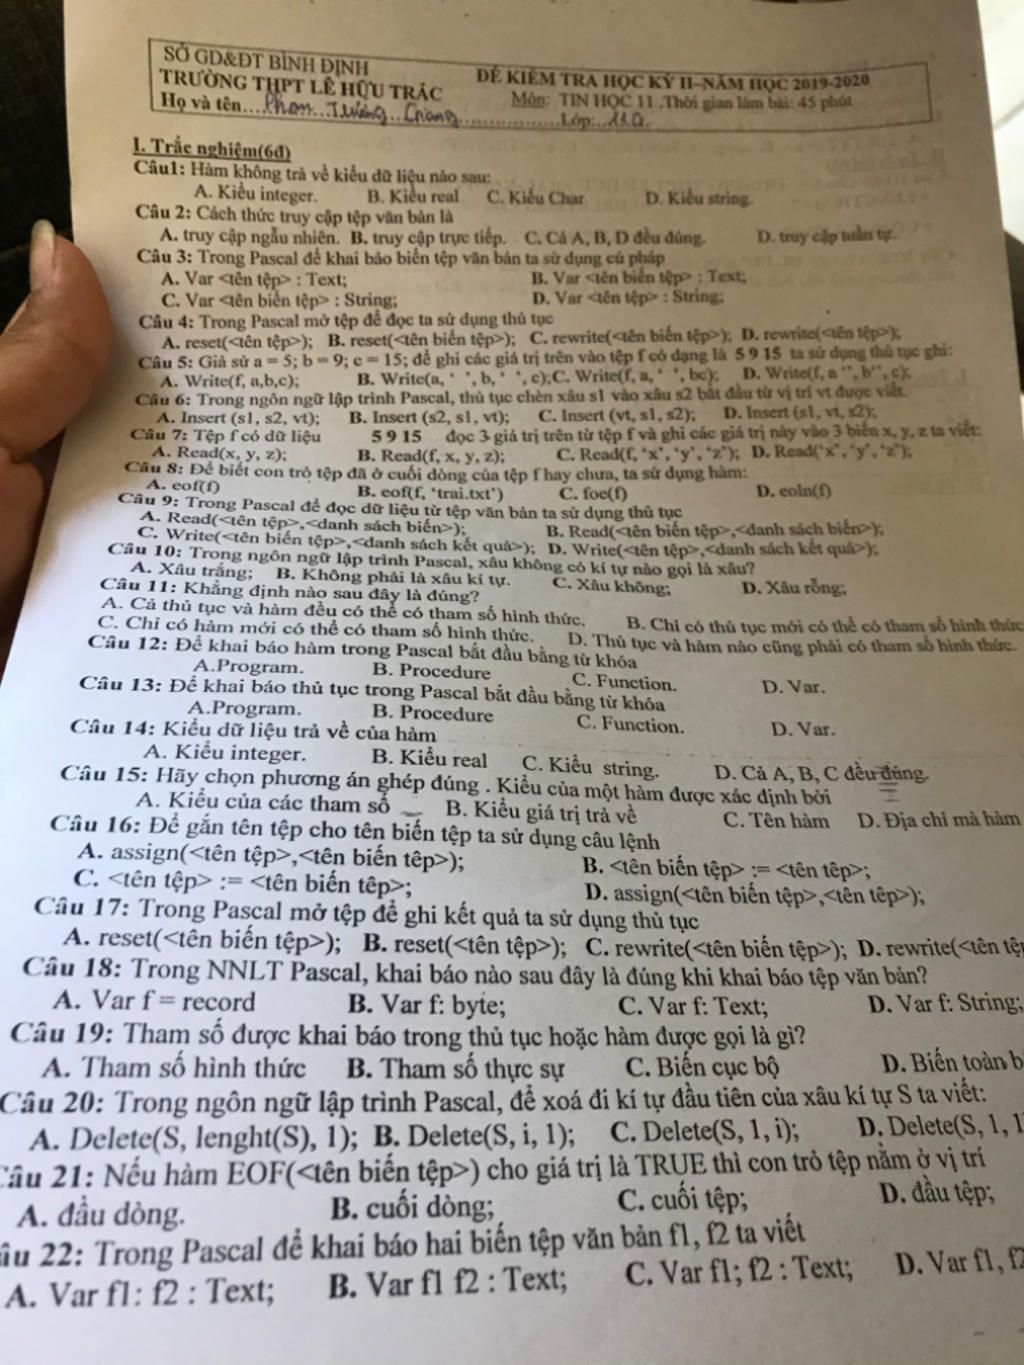 SỞ GD&ĐT BÌNH ĐỊNH
TRƯỜNG THPT LÊ HỮU TRÁC
Họ và tên....Phan..Trường..Giang...............
ĐỀ KIỂM TRA HỌC KỲ II–NĂM HỌC 2019-2020
Môn: TIN HỌC 11 .Thời gian làm bài: 45 phút
Lớp:
I. Trắc nghiệm(6đ)
Câu1: Hàm không trả về kiểu dữ liệu nào sau:
A. Kiểu integer. B. Kiểu real C. Kiểu Char D. Kiểu string.
Câu 2: Cách thức truy cập tệp văn bản là
A. truy cập ngẫu nhiên. B. truy cập trực tiếp. C. Cả A, B, D đều đúng. D. truy cập tuần tự.
Câu 3: Trong Pascal để khai báo biến tệp văn bản ta sử dụng cú pháp
A. Var <tên tệp> : Text; B. Var <tên biến tệp> : Text;
C. Var <tên biến tệp> : String; D. Var <tên tệp> : String;
Câu 4: Trong Pascal mở tệp để đọc ta sử dụng thủ tục
A. reset(<tên tệp>); B. reset(<tên biến tệp>); C. rewrite(<tên biến tệp>); D. rewrite(<tên tệp>);
Câu 5: Giả sử a = 5; b = 9; c = 15; để ghi các giá trị trên vào tệp f có dạng là 5 9 15 ta sử dụng thủ tục ghi:
A. Write(f, a,b,c); B. Write(a, ‘ ’, b, ‘ ’, c);C. Write(f, a, ‘ ’, bc); D. Write(f, a ‘’, b‘’, c);
Câu 6: Trong ngôn ngữ lập trình Pascal, thủ tục chèn xâu s1 vào xâu s2 bắt đầu từ vị trí vt được viết.
A. Insert (s1, s2, vt); B. Insert (s2, s1, vt); C. Insert (vt, s1, s2); D. Insert (s1, vt, s2);
Câu 7: Tệp f có dữ liệu 5 9 15 đọc 3 giá trị trên từ tệp f và ghi các giá trị này vào 3 biến x, y, z ta viết:
A. Read(x, y, z); B. Read(f, x, y, z); C. Read(f, ‘x’, ‘y’, ‘z’); D. Read(‘x’, ‘y’, ‘z’);
Câu 8: Để biết con trỏ tệp đã ở cuối dòng của tệp f hay chưa, ta sử dụng hàm:
A. eof(f) B. eof(f, ‘trai.txt’) C. foe(f) D. eoln(f)
Câu 9: Trong Pascal để đọc dữ liệu từ tệp văn bản ta sử dụng thủ tục
A. Read(<tên tệp>,<danh sách biến>); B. Read(<tên biến tệp>,<danh sách biến>);
C. Write(<tên biến tệp>,<danh sách kết quả>); D. Write(<tên tệp>,<danh sách kết quả>);
Câu 10: Trong ngôn ngữ lập trình Pascal, xâu không có kí tự nào gọi là xâu?
A. Xâu trắng; B. Không phải là xâu kí tự. C. Xâu không; D. Xâu rỗng;
Câu 11: Khẳng định nào sau đây là đúng?
A. Cả thủ tục và hàm đều có thể có tham số hình thức. B. Chỉ có thủ tục mới có thể có tham số hình thức
C. Chỉ có hàm mới có thể có tham số hình thức. D. Thủ tục và hàm nào cũng phải có tham số hình thức.
Câu 12: Để khai báo hàm trong Pascal bắt đầu bằng từ khóa
A.Program. B. Procedure C. Function. D. Var.
Câu 13: Để khai báo thủ tục trong Pascal bắt đầu bằng từ khóa
A.Program. B. Procedure C. Function. D. Var.
Câu 14: Kiểu dữ liệu trả về của hàm
A. Kiểu integer. B. Kiểu real C. Kiểu string. D. Cả A, B, C đều đúng.
Câu 15: Hãy chọn phương án ghép đúng . Kiểu của một hàm được xác định bởi
A. Kiểu của các tham số B. Kiểu giá trị trả về C. Tên hàm D. Địa chỉ mà hàm
Câu 16: Để gắn tên tệp cho tên biến tệp ta sử dụng câu lệnh
A. assign(<tên tệp>,<tên biến têp>); B. <tên biến tệp> := <tên têp>;
C. <tên tệp> := <tên biến têp>; D. assign(<tên biến tệp>,<tên têp>);
Câu 17: Trong Pascal mở tệp để ghi kết quả ta sử dụng thủ tục
A. reset(<tên biến tệp>); B. reset(<tên tệp>); C. rewrite(<tên biến tệp>); D. rewrite(<tên tệp
Câu 18: Trong NNLT Pascal, khai báo nào sau đây là đúng khi khai báo tệp văn bản?
A. Var f = record B. Var f: byte; C. Var f: Text; D. Var f: String;
Câu 19: Tham số được khai báo trong thủ tục hoặc hàm được gọi là gì?
A. Tham số hình thức B. Tham số thực sự C. Biến cục bộ D. Biến toàn b
Câu 20: Trong ngôn ngữ lập trình Pascal, để xoá đi kí tự đầu tiên của xâu kí tự S ta viết:
A. Delete(S, lenght(S), 1); B. Delete(S, i, 1); C. Delete(S, 1, i); D. Delete(S, 1, 1
Câu 21: Nếu hàm EOF(<tên biến tệp>) cho giá trị là TRUE thì con trỏ tệp nằm ở vị trí
A. đầu dòng. B. cuối dòng; C. cuối tệp; D. đầu tệp;
âu 22: Trong Pascal để khai báo hai biến tệp văn bản f1, f2 ta viết
A. Var f1: f2 : Text; B. Var f1 f2 : Text; C. Var f1; f2 : Text; D. Var f1, f2